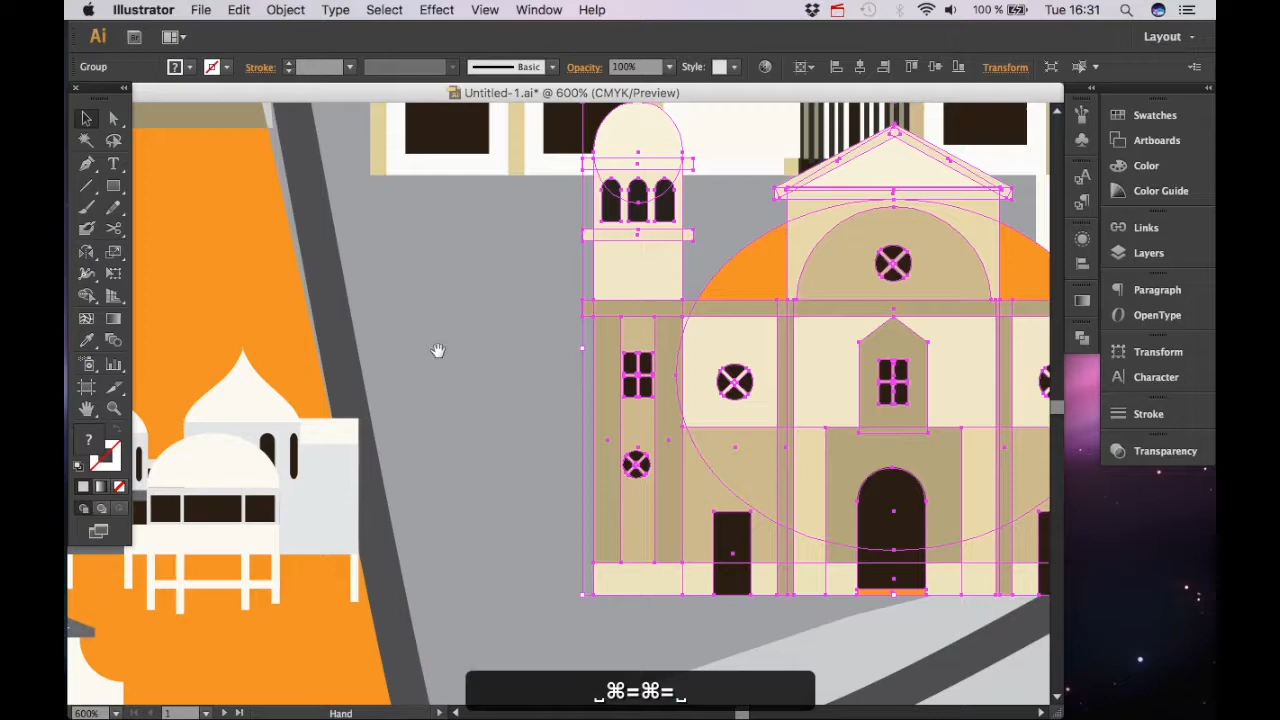 Illustrator File Edit Object Type Select Effect View Window Help 100 % Tue 16:31
Ai Br Layout
Group ? Stroke: Basic Opacity: 100% Style: Transform
Untitled-1.ai* @ 600% (CMYK/Preview)
Swatches
Artboards
Color
Color Guide
Links
Layers
Paragraph
OpenType
Transform
Character
Stroke
Transparency
?
⌴⌘=⌘=⌴
600% 1 Hand